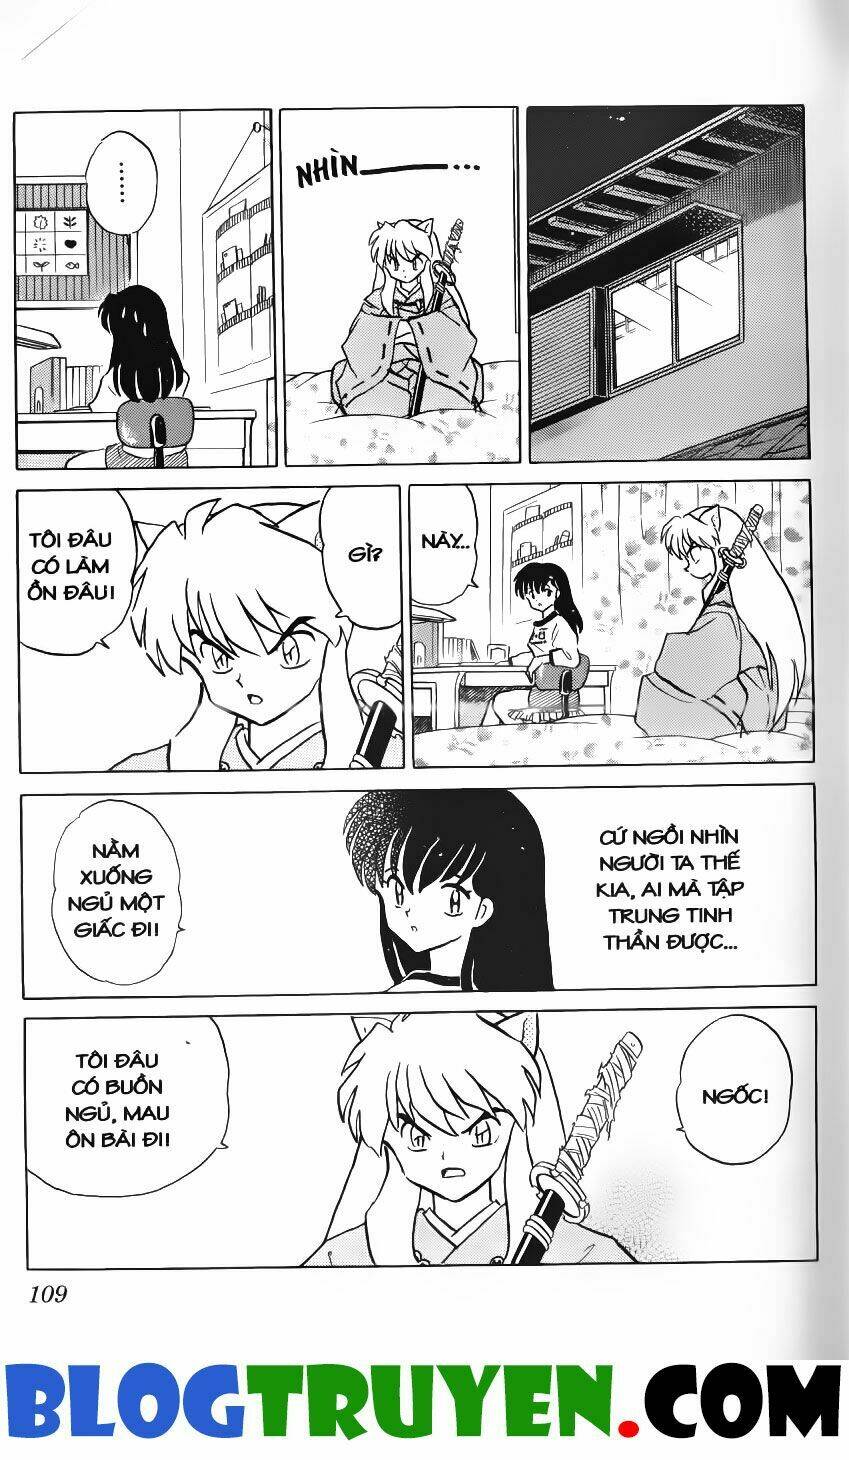 NHÌN ...
......
NÀY...
GÌ?
TÔI ĐÂU
CÓ LÀM
ỒN ĐÂU!
CỨ NGỒI NHÌN
NGƯỜI TA THẾ
KIA, AI MÀ TẬP
TRUNG TINH
THẦN ĐƯỢC...
NẰM
XUỐNG
NGỦ MỘT
GIẤC ĐI!
NGỐC!
TÔI ĐÂU
CÓ BUỒN
NGỦ, MAU
ÔN BÀI ĐI!
109
BLOGTRUYEN.COM